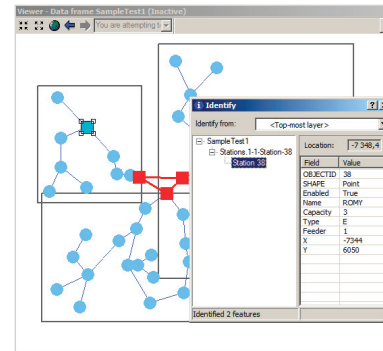 Viewer - Data frame SampleTest1 (Inactive)
You are attempting t
Identify
Identify from: <Top-most layer>
SampleTest1
Stations.1-1-Station-38
Station 38
Location: -7 348,4
Field Value
OBJECTID 38
SHAPE Point
Enabled True
Name ROMY
Capacity 3
Type E
Feeder 1
X -7344
Y 6050
Identified 2 features